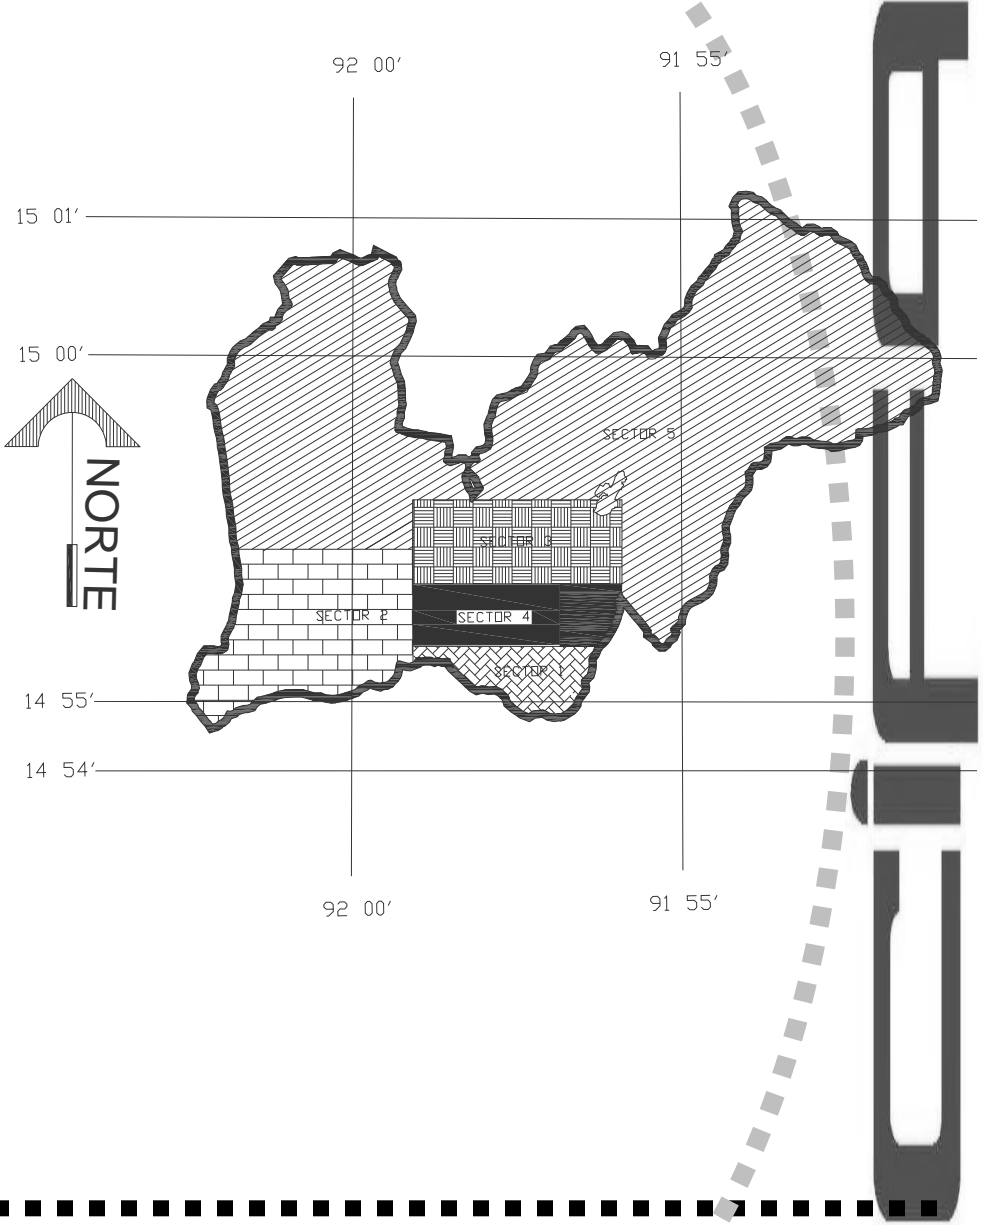 92 00'
91 55'
15 01'
15 00'
NORTE
SECTOR 5
SECTOR 3
SECTOR 2
SECTOR 4
SECTOR 1
14 55'
14 54'
92 00'
91 55'